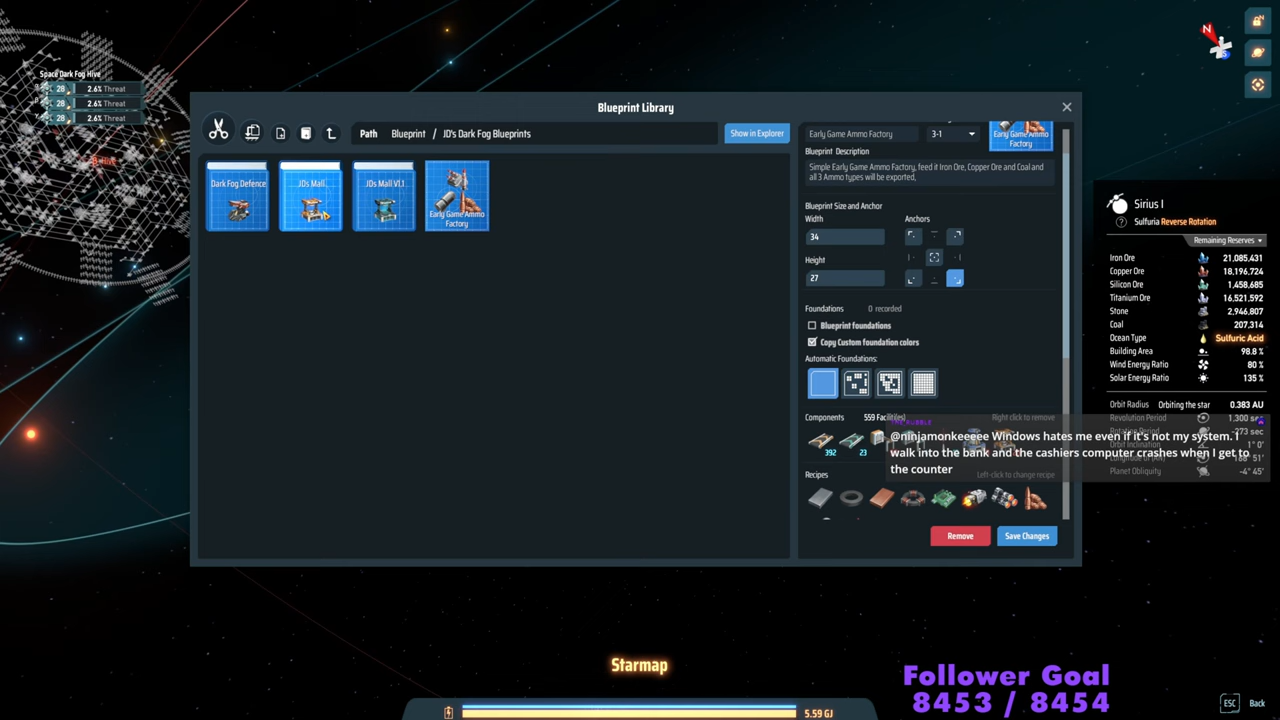 Space Dark Fog Hive
28 2.6% Threat
28 2.6% Threat
28 2.6% Threat
N
Blueprint Library
Path Blueprint / JD's Dark Fog Blueprints
Show in Explorer
Dark Fog Defence
JDs Mall
JDs Mall V1.1
Early Game Ammo
Factory
Early Game Ammo Factory
3-1
Early Game Ammo
Factory
Blueprint Description
Simple Early Game Ammo Factory, feed it Iron Ore, Copper Ore and Coal and
all 3 Ammo types will be exported,
Blueprint Size and Anchor
Width
Anchors
34
Height
27
Foundations 0 recorded
Blueprint foundations
Copy Custom foundation colors
Automatic Foundations:
Components 559 Facilit(ies) Right click to remove
392 23
Recipes Left-click to change recipe
Remove
Save Changes
Sirius I
? Sulfuria Reverse Rotation
Remaining Reserves
Iron Ore 21,085,431
Copper Ore 18,196,724
Silicon Ore 1,458,685
Titanium Ore 16,521,592
Stone 2,946,807
Coal 207,314
Ocean Type Sulfuric Acid
Building Area 98.8 %
Wind Energy Ratio 80 %
Solar Energy Ratio 135 %
Orbit Radius Orbiting the star 0.383 AU
Revolution Period 1,300 sec
Planet Obliquity -4° 45'
@ninjamonkeeeee Windows hates me even if it's not my system. I
walk into the bank and the cashiers computer crashes when I get to
the counter
Starmap
5.59 GJ
Follower Goal
8453 / 8454
ESC Back